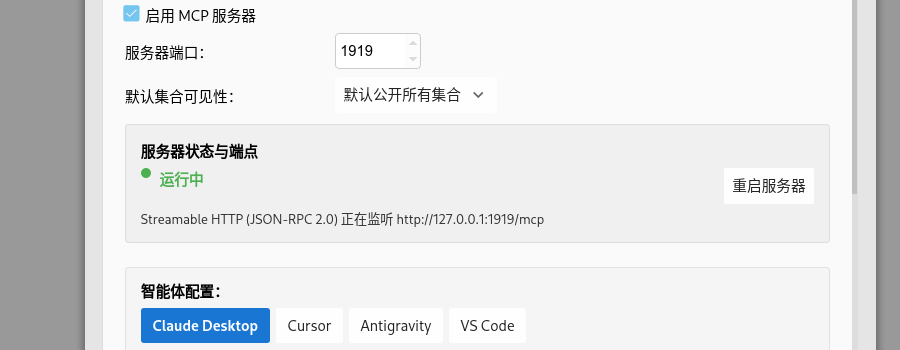 启用 MCP 服务器
服务器端口： 1919
默认集合可见性： 默认公开所有集合
服务器状态与端点
运行中
重启服务器
Streamable HTTP (JSON-RPC 2.0) 正在监听 http://127.0.0.1:1919/mcp
智能体配置：
Claude Desktop Cursor Antigravity VS Code